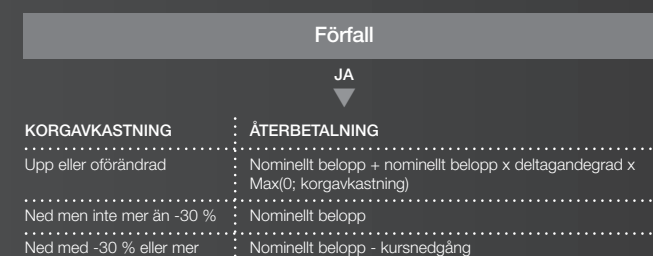 Förfall
JA
KORGAVKASTNING ÅTERBETALNING
Upp eller oförändrad Nominellt belopp + nominellt belopp x deltagandegrad x
Max(0; korgavkastning)
Ned men inte mer än -30 % Nominellt belopp
Ned med -30 % eller mer Nominellt belopp - kursnedgång